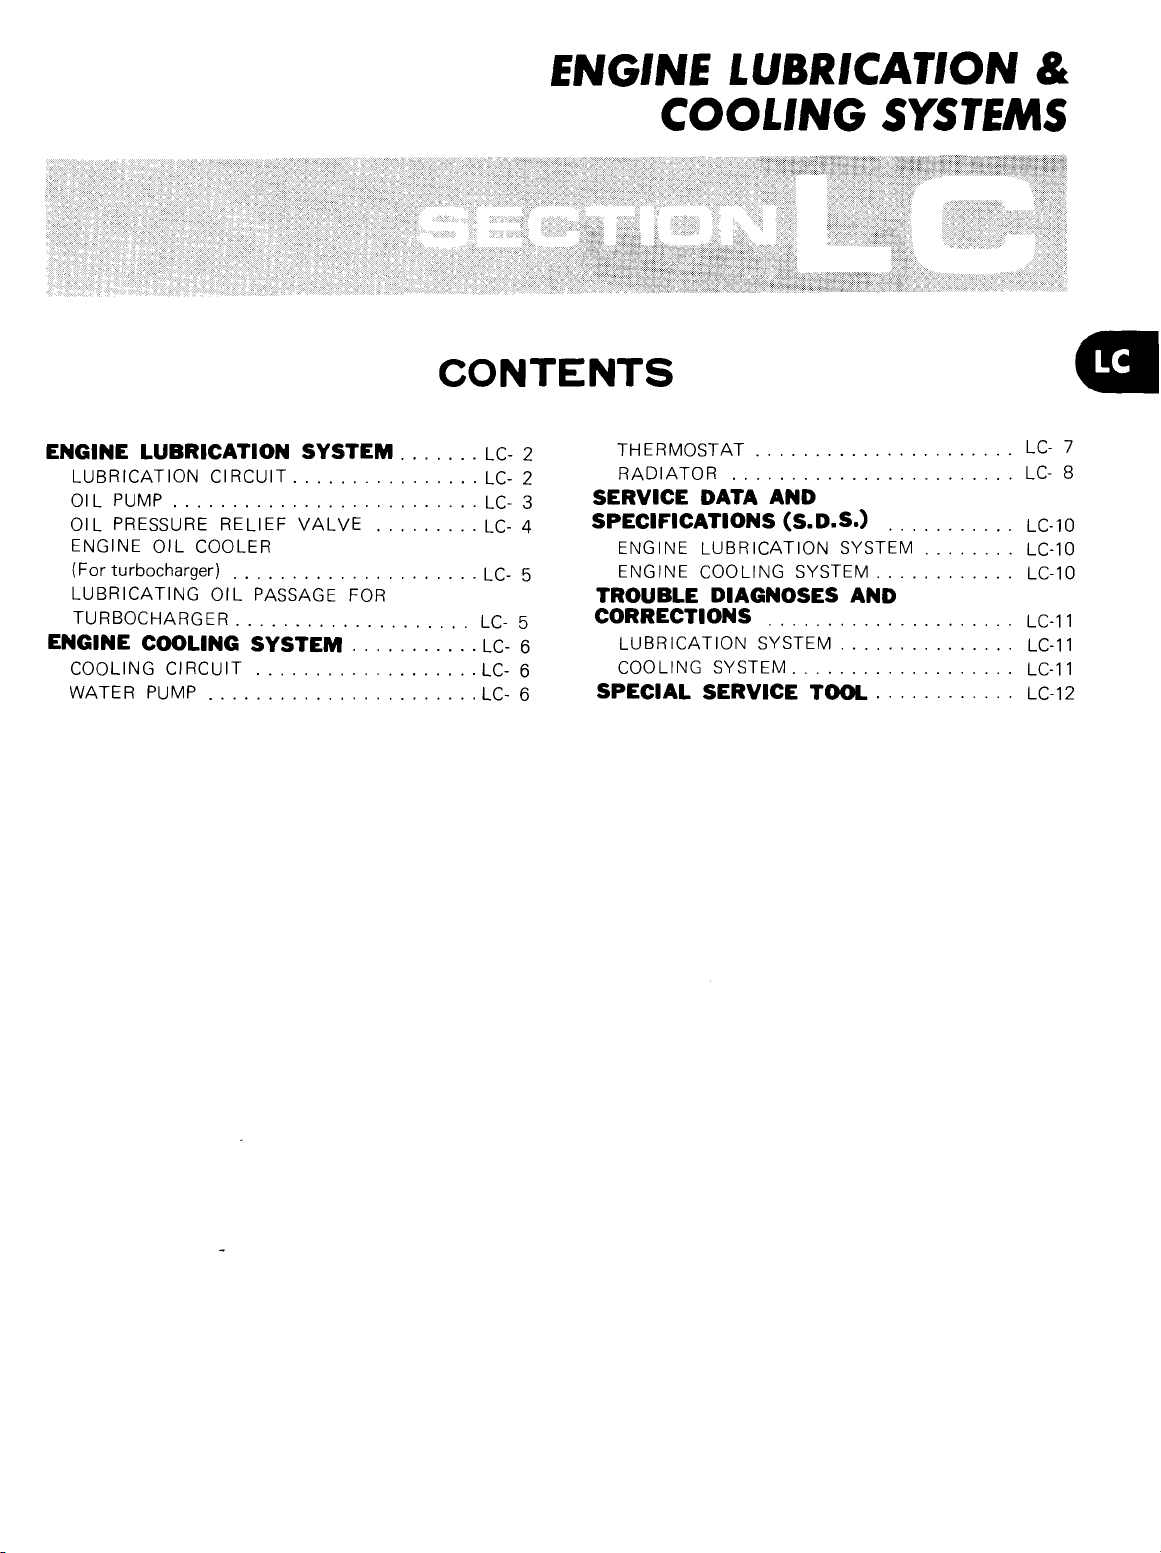 ENGINE LUBRICATION &
COOLING SYSTEMS
SECTION LC
CONTENTS
LC
ENGINE LUBRICATION SYSTEM ....... LC- 2
LUBRICATION CIRCUIT ................ LC- 2
OIL PUMP .......................... LC- 3
OIL PRESSURE RELIEF VALVE ......... LC- 4
ENGINE OIL COOLER
(For turbocharger) ..................... LC- 5
LUBRICATING OIL PASSAGE FOR
TURBOCHARGER .................... LC- 5
ENGINE COOLING SYSTEM ........... LC- 6
COOLING CIRCUIT ................... LC- 6
WATER PUMP ....................... LC- 6
THERMOSTAT ...................... LC- 7
RADIATOR ........................ LC- 8
SERVICE DATA AND
SPECIFICATIONS (S.D.S.) ........... LC-10
ENGINE LUBRICATION SYSTEM ........ LC-10
ENGINE COOLING SYSTEM ............ LC-10
TROUBLE DIAGNOSES AND
CORRECTIONS ..................... LC-11
LUBRICATION SYSTEM ............... LC-11
COOLING SYSTEM ................... LC-11
SPECIAL SERVICE TOOL ............ LC-12